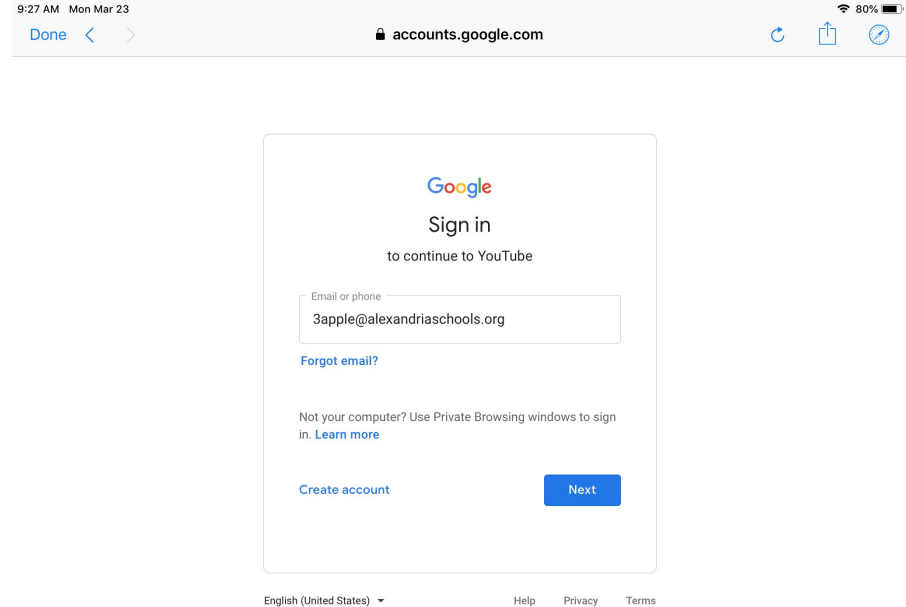 9:27 AM Mon Mar 23 80%
Done accounts.google.com
Google
Sign in
to continue to YouTube
Email or phone
3apple@alexandriaschools.org
Forgot email?
Not your computer? Use Private Browsing windows to sign
in. Learn more
Create account Next
English (United States) Help Privacy Terms